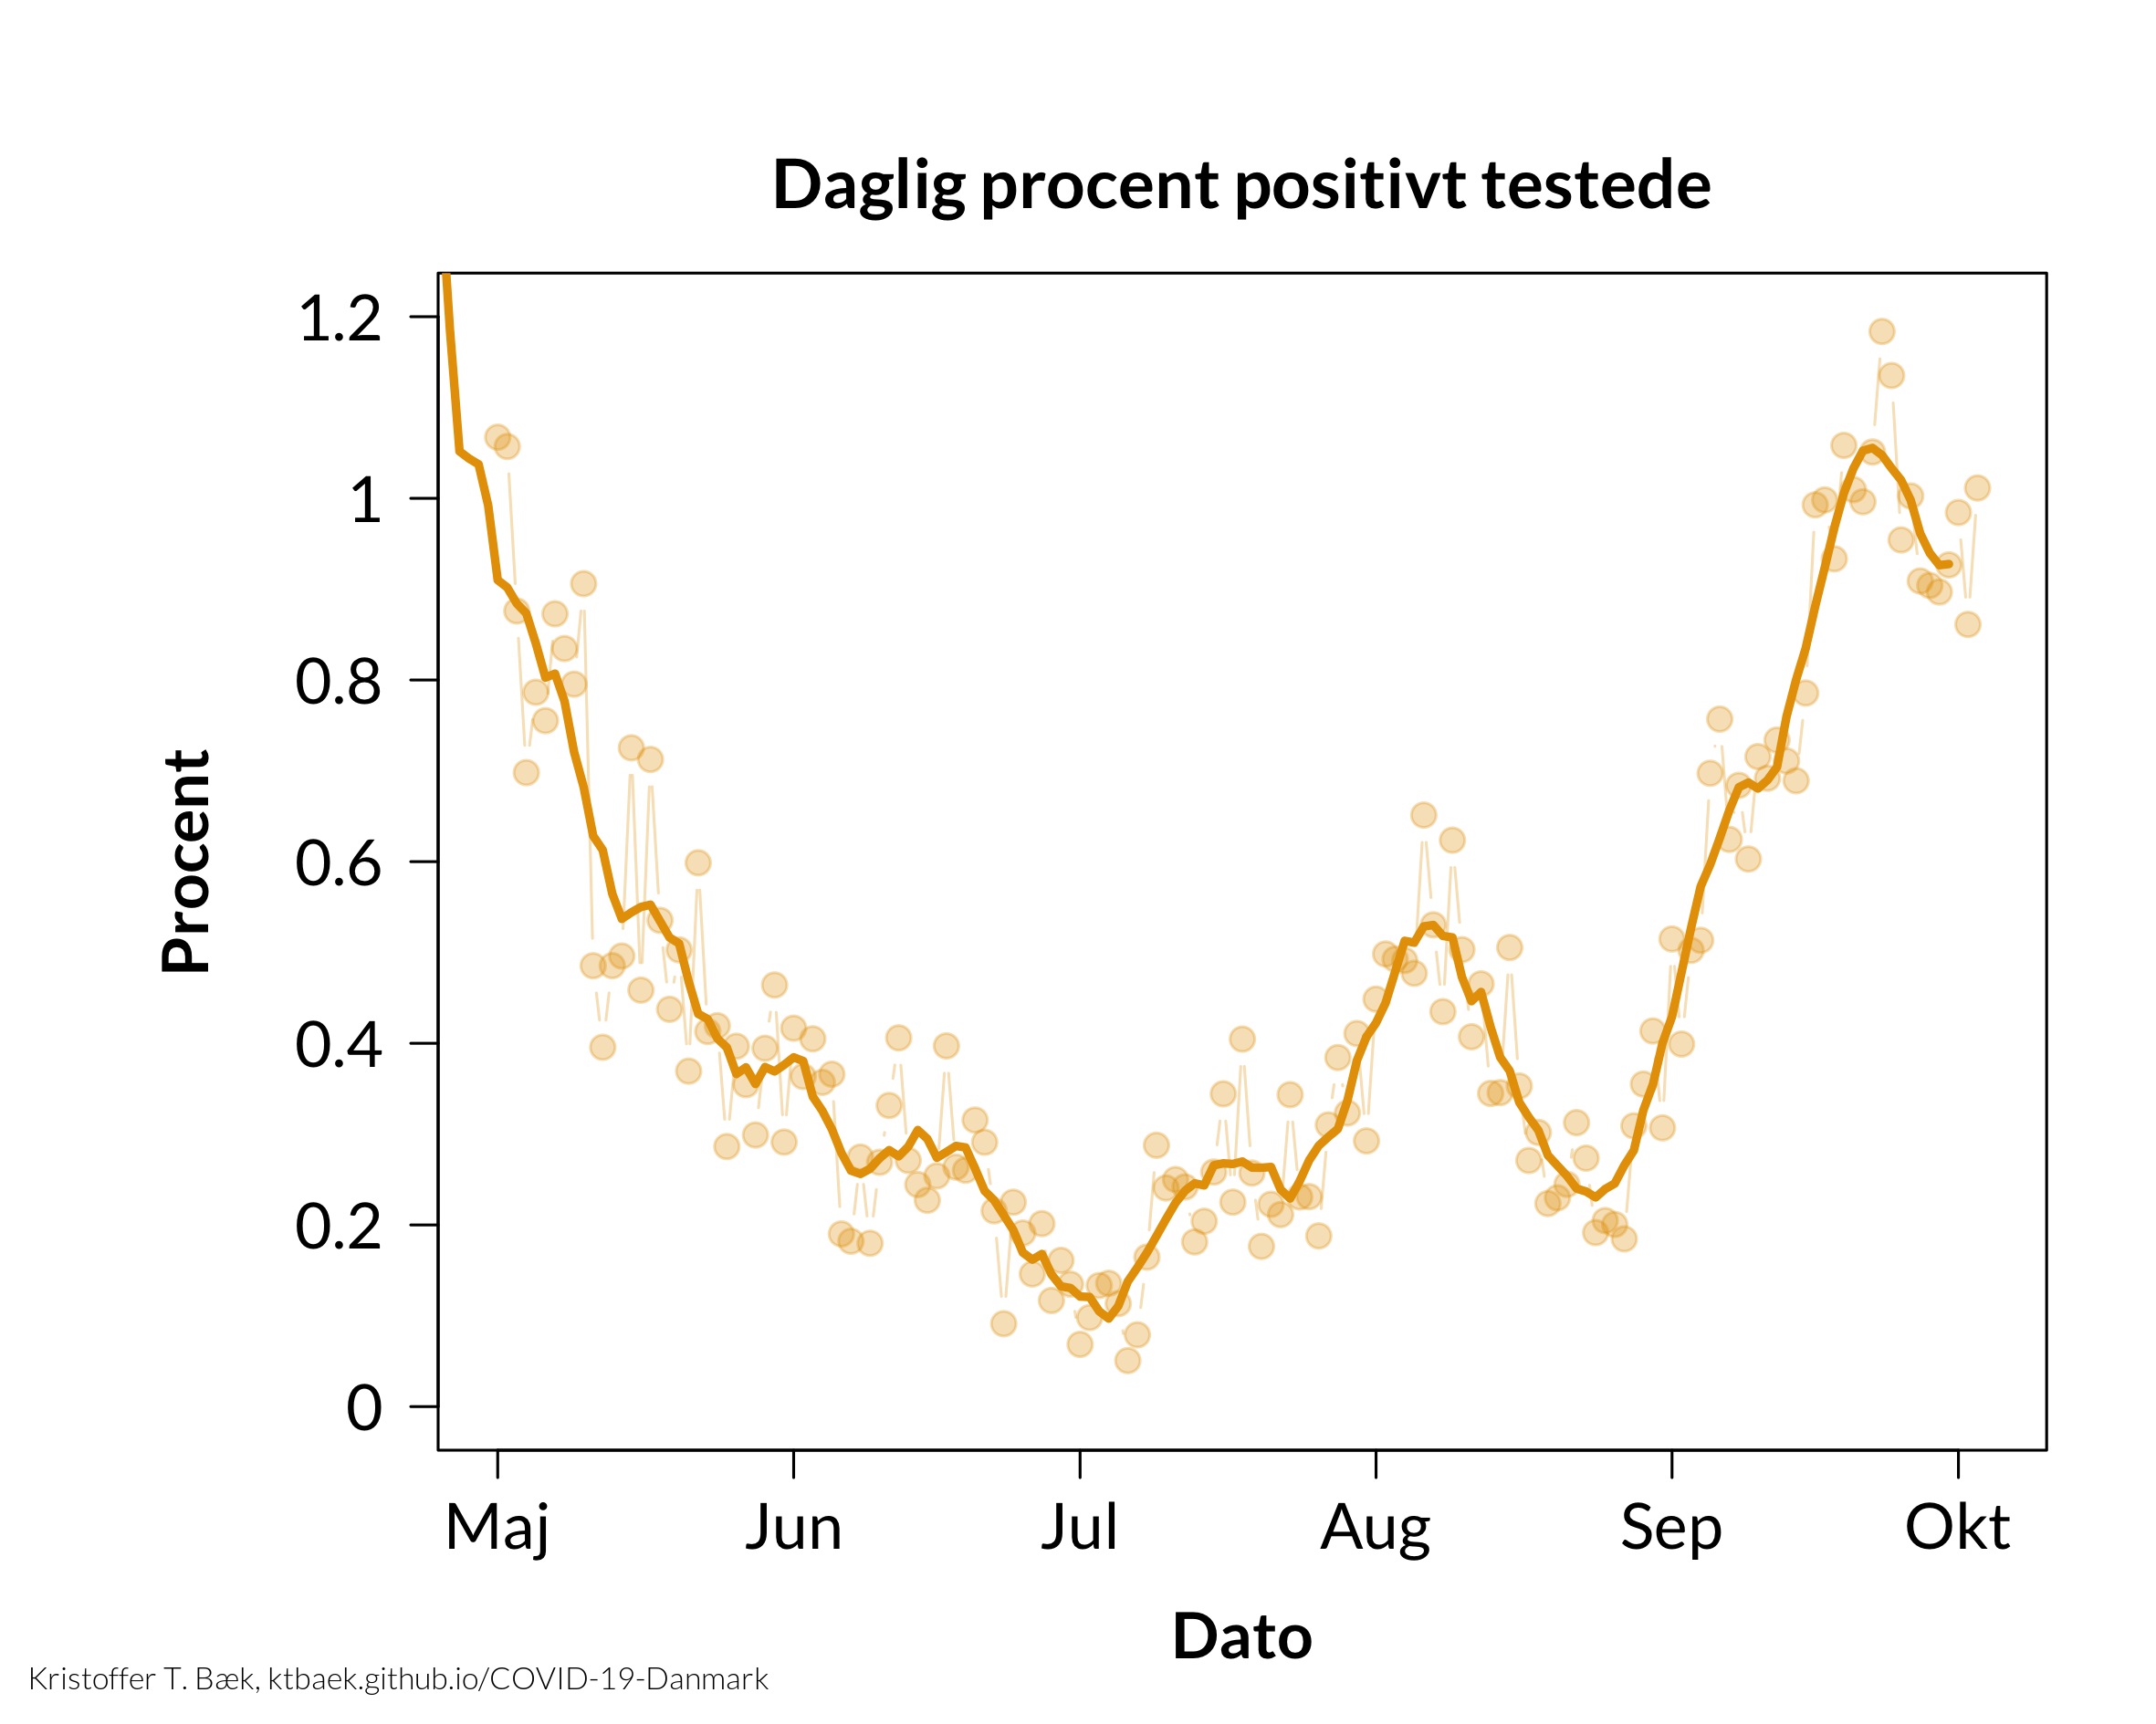 Daglig procent positivt testede
1.2
1
0.8
0.6
0.4
0.2
0
Procent
Maj Jun Jul Aug Sep Okt
Dato
Kristoffer T. Bæk, ktbaek.github.io/COVID-19-Danmark